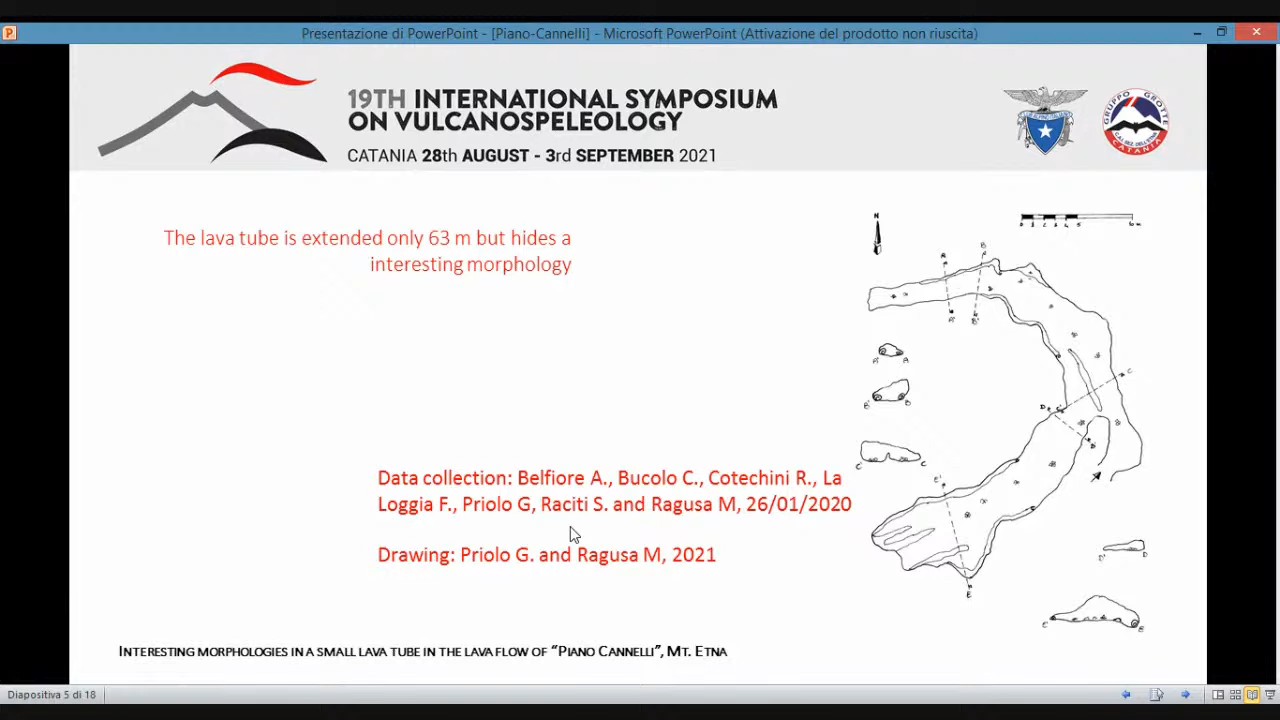 Presentazione di PowerPoint - [Piano-Cannelli] - Microsoft PowerPoint (Attivazione del prodotto non riuscita)
19TH INTERNATIONAL SYMPOSIUM
ON VULCANOSPELEOLOGY
CATANIA 28th AUGUST - 3rd SEPTEMBER 2021
GRUPPO GROTTE
CATANIA
The lava tube is extended only 63 m but hides a
interesting morphology
N
Data collection: Belfiore A., Bucolo C., Cotechini R., La
Loggia F., Priolo G, Raciti S. and Ragusa M, 26/01/2020
Drawing: Priolo G. and Ragusa M, 2021
A
B
A'
B'
C
A'
A
B'
B
C'
C
E'
E
D'
D
INTERESTING MORPHOLOGIES IN A SMALL LAVA TUBE IN THE LAVA FLOW OF “PIANO CANNELLI”, MT. ETNA
Diapositiva 5 di 18